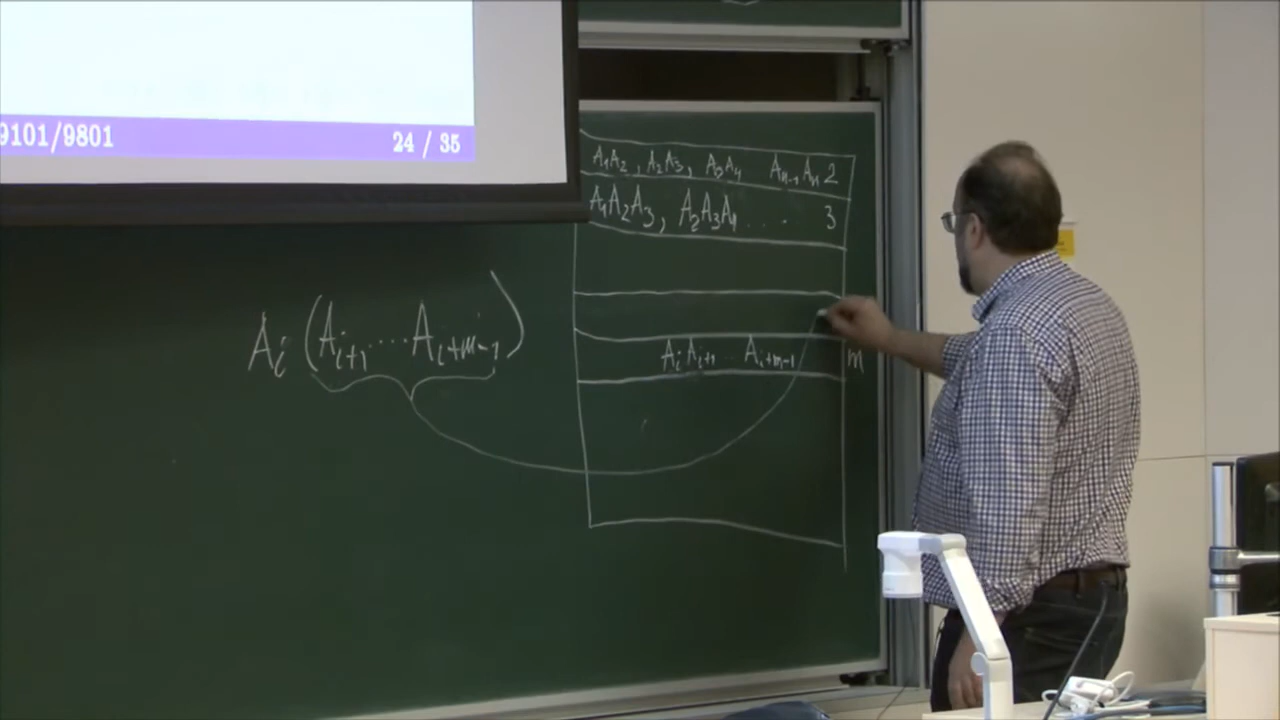 9101/9801 24 / 35
A₁A₂, A₂A₃, A₃A₄ Aₙ₋₁Aₙ 2
A₁A₂A₃, A₂A₃A₄ .... 3
Aᵢ (Aᵢ₊₁ ..... Aᵢ₊ₘ₋₁)
AᵢAᵢ₊₁ ... Aᵢ₊ₘ₋₁ m